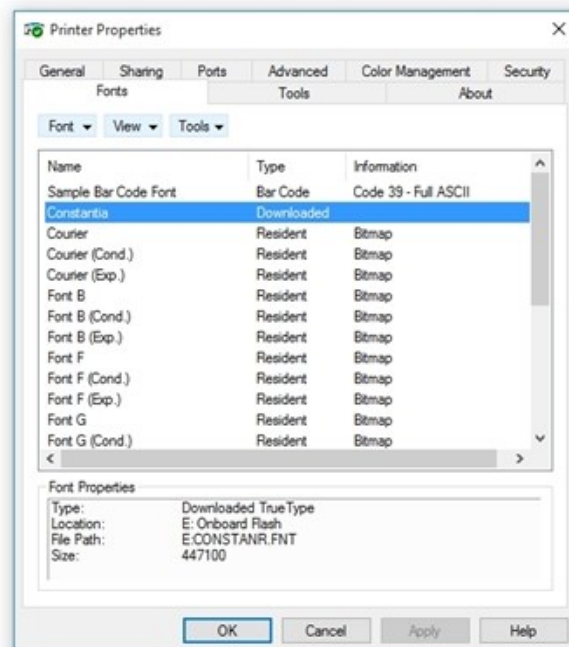 Printer Properties
General Sharing Ports Advanced Color Management Security
Fonts Tools About
Font View Tools
Name Type Information
Sample Bar Code Font Bar Code Code 39 - Full ASCII
Constantia Downloaded
Courier Resident Bitmap
Courier (Cond.) Resident Bitmap
Courier (Exp.) Resident Bitmap
Font B Resident Bitmap
Font B (Cond.) Resident Bitmap
Font B (Exp.) Resident Bitmap
Font F Resident Bitmap
Font F (Cond.) Resident Bitmap
Font F (Exp.) Resident Bitmap
Font G Resident Bitmap
Font G (Cond.) Resident Bitmap
Font Properties
Type: Downloaded TrueType
Location: E: Onboard Flash
File Path: E:CONSTANR.FNT
Size: 447100
OK Cancel Apply Help